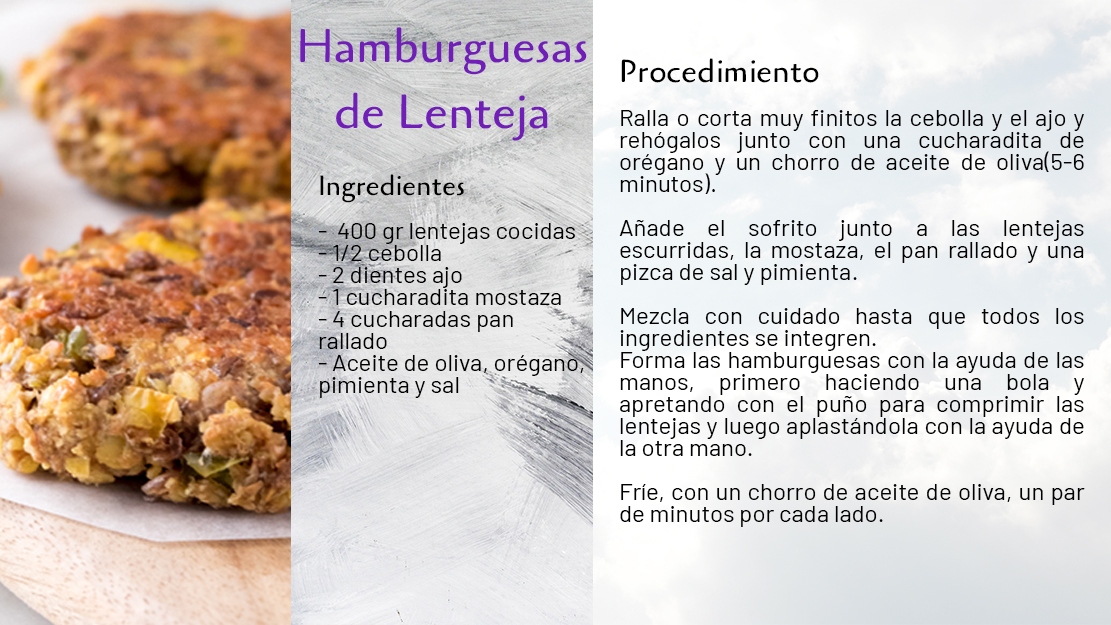 Hamburguesas
de Lenteja
Ingredientes
- 400 gr lentejas cocidas
- 1/2 cebolla
- 2 dientes ajo
- 1 cucharadita mostaza
- 4 cucharadas pan
rallado
- Aceite de oliva, orégano,
pimienta y sal
Procedimiento
Ralla o corta muy finitos la cebolla y el ajo y
rehógalos junto con una cucharadita de
orégano y un chorro de aceite de oliva(5-6
minutos).
Añade el sofrito junto a las lentejas
escurridas, la mostaza, el pan rallado y una
pizca de sal y pimienta.
Mezcla con cuidado hasta que todos los
ingredientes se integren.
Forma las hamburguesas con la ayuda de las
manos, primero haciendo una bola y
apretando con el puño para comprimir las
lentejas y luego aplastándola con la ayuda de
la otra mano.
Fríe, con un chorro de aceite de oliva, un par
de minutos por cada lado.